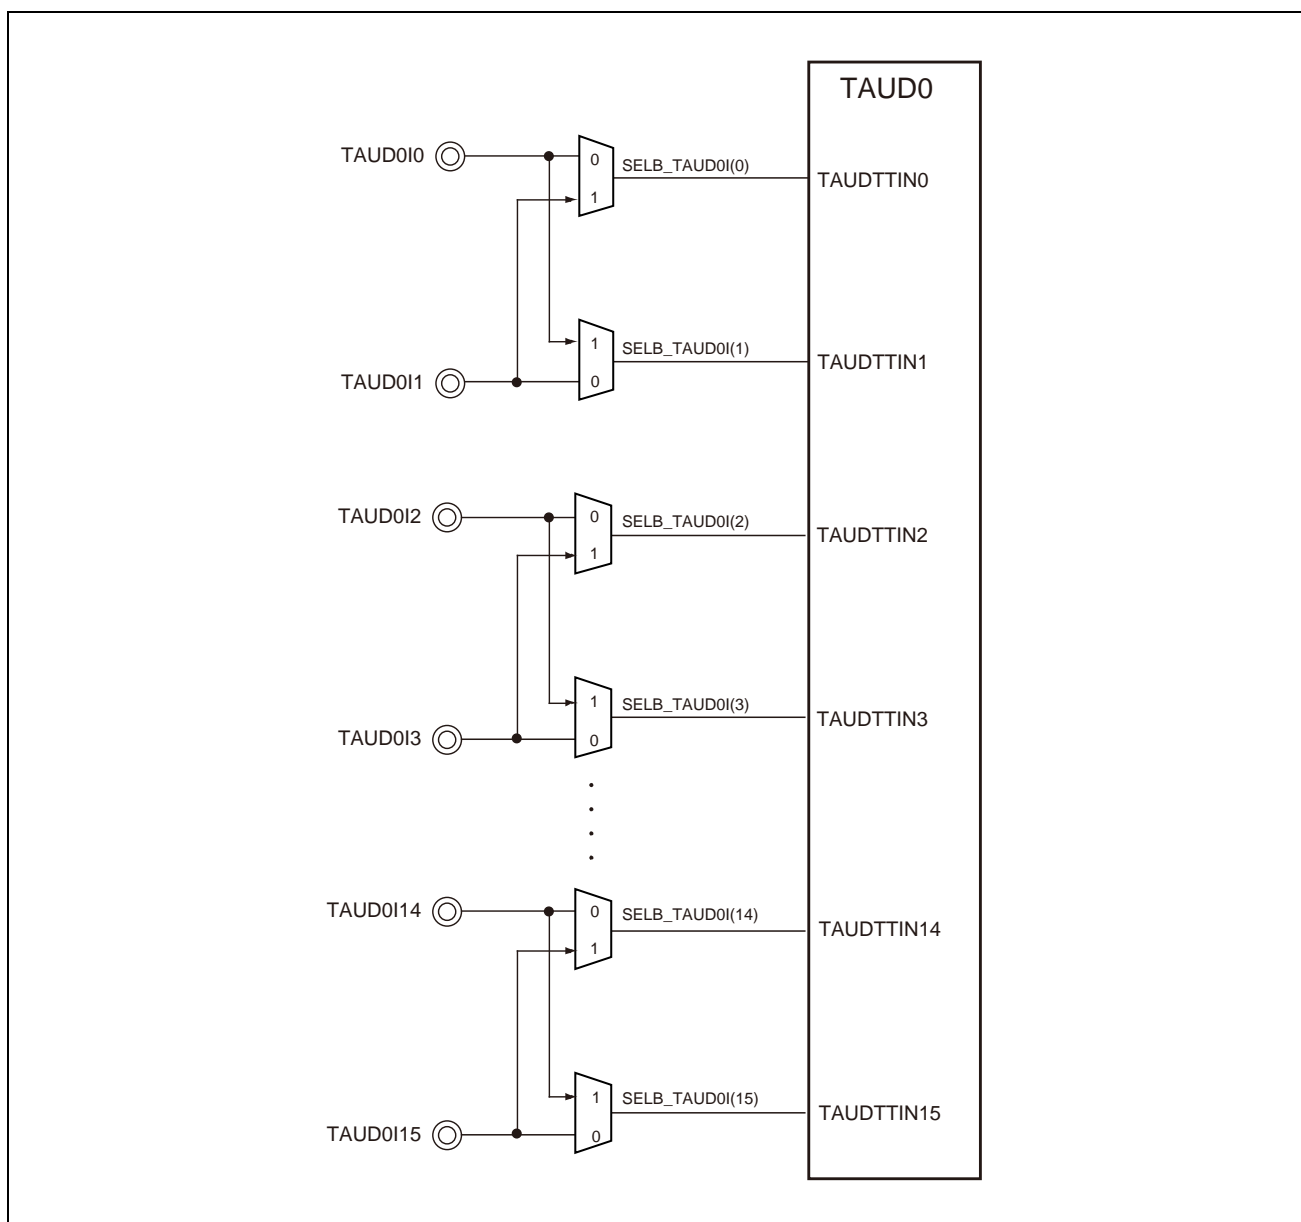 TAUD0
TAUD0I0
0
SELB_TAUD0I(0)
TAUDTTIN0
1
1
SELB_TAUD0I(1)
TAUDTTIN1
TAUD0I1
0
TAUD0I2
0
SELB_TAUD0I(2)
TAUDTTIN2
1
1
SELB_TAUD0I(3)
TAUDTTIN3
TAUD0I3
0
TAUD0I14
0
SELB_TAUD0I(14)
TAUDTTIN14
1
1
SELB_TAUD0I(15)
TAUDTTIN15
TAUD0I15
0